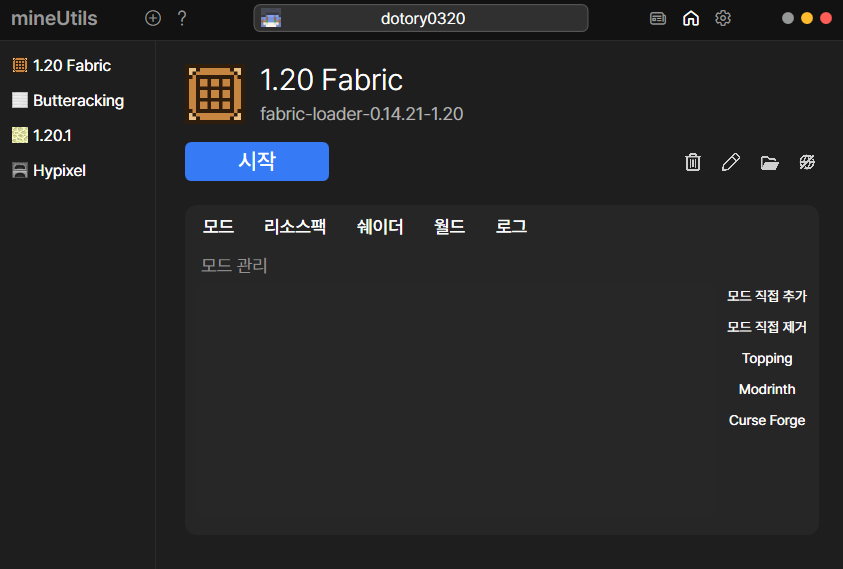 mineUtils
?
dotory0320
1.20 Fabric
Butteracking
1.20.1
Hypixel
1.20 Fabric
fabric-loader-0.14.21-1.20
시작
모드 리소스팩 쉐이더 월드 로그
모드 관리
모드 직접 추가
모드 직접 제거
Topping
Modrinth
Curse Forge